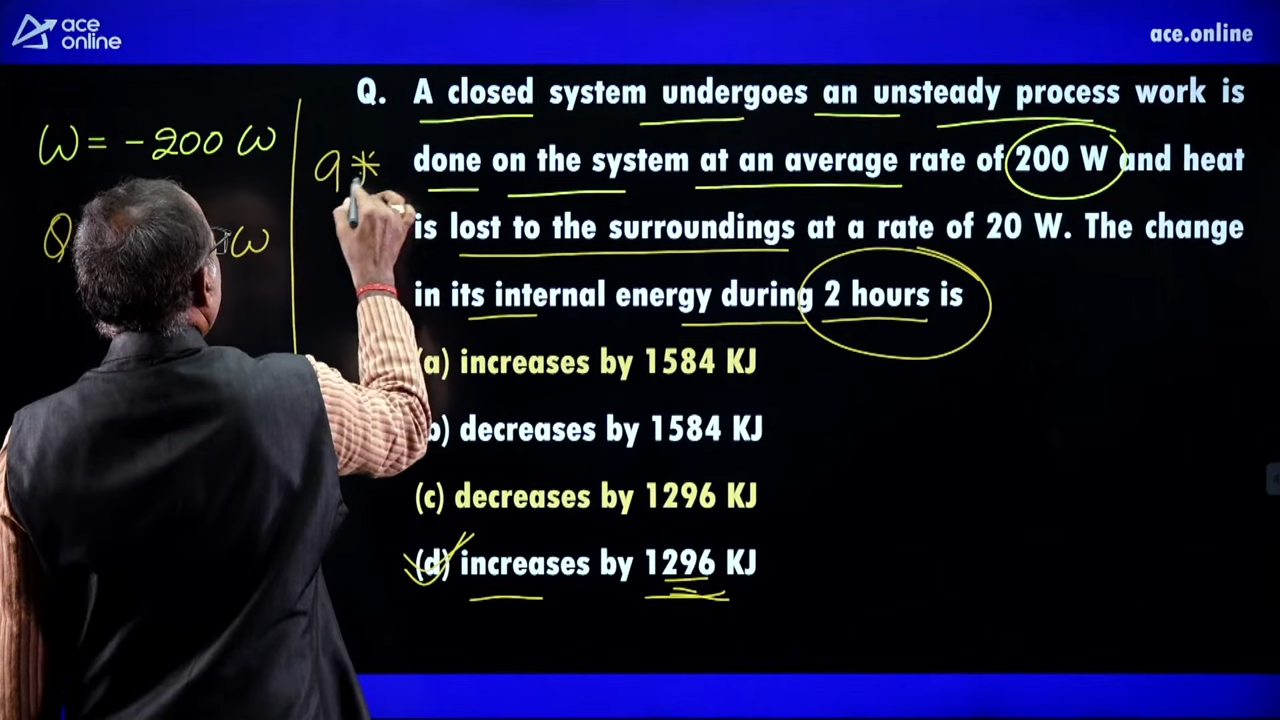 ace
online
ace.online
W = -200 W
Q
W
9*
Q. A closed system undergoes an unsteady process work is
done on the system at an average rate of 200 W and heat
is lost to the surroundings at a rate of 20 W. The change
in its internal energy during 2 hours is
(a) increases by 1584 KJ
b) decreases by 1584 KJ
(c) decreases by 1296 KJ
(d) increases by 1296 KJ